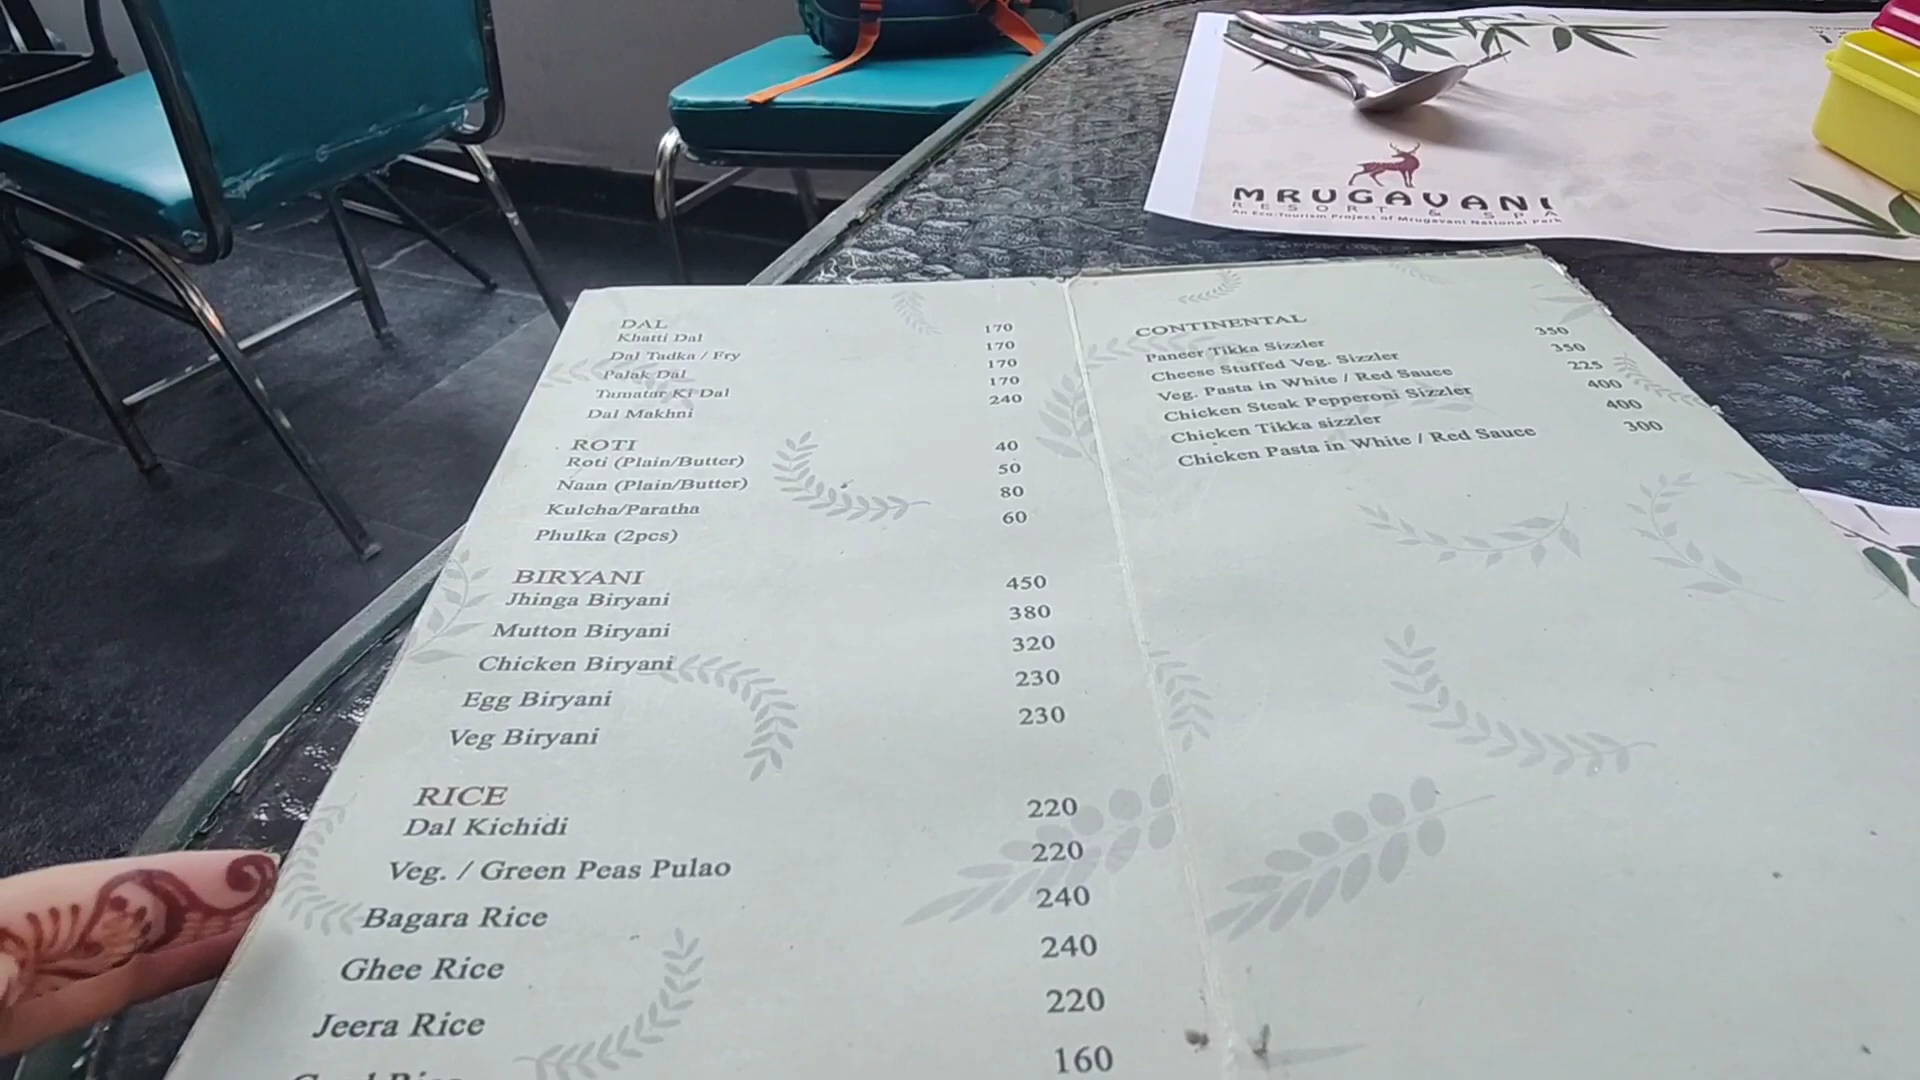 MRUGAVANI
RESORT & SPA
An Eco-Tourism Project of Mrugavani National Park
DAL
Khatti Dal 170
Dal Tadka / Fry 170
Palak Dal 170
Tamatar Ki Dal 170
Dal Makhni 240
ROTI
Roti (Plain/Butter) 40
Naan (Plain/Butter) 50
Kulcha/Paratha 80
Phulka (2pcs) 60
BIRYANI
Jhinga Biryani 450
Mutton Biryani 380
Chicken Biryani 320
Egg Biryani 230
Veg Biryani 230
RICE
Dal Kichidi 220
Veg. / Green Peas Pulao 220
Bagara Rice 240
Ghee Rice 240
Jeera Rice 220
160
CONTINENTAL
Paneer Tikka Sizzler 350
Cheese Stuffed Veg. Sizzler 350
Veg. Pasta in White / Red Sauce 225
Chicken Steak Pepperoni Sizzler 400
Chicken Tikka sizzler 400
Chicken Pasta in White / Red Sauce 300